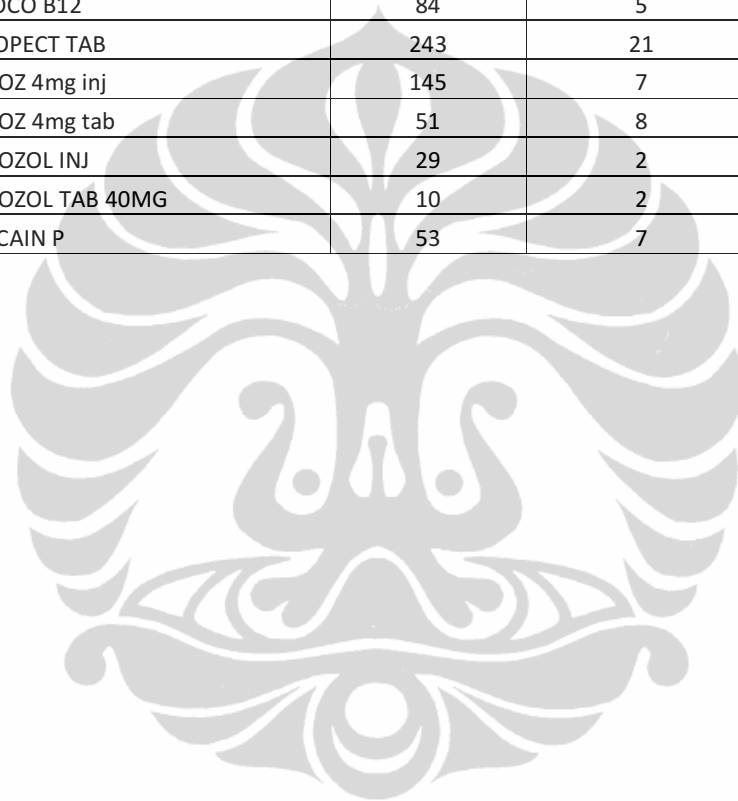 OCO B12 84 5
OPECT TAB 243 21
OZ 4mg inj 145 7
OZ 4mg tab 51 8
OZOL INJ 29 2
OZOL TAB 40MG 10 2
CAIN P 53 7